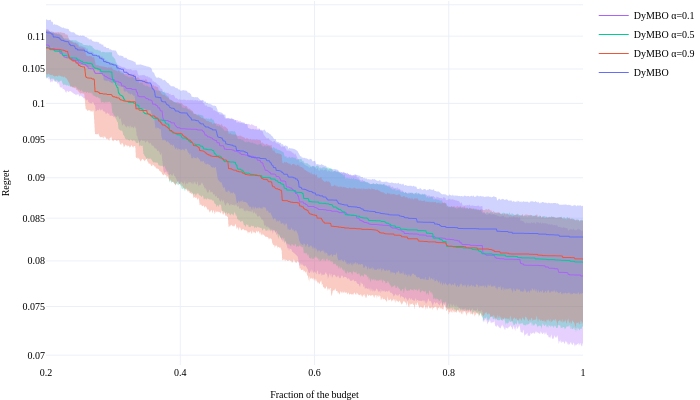 DyMBO α=0.1
DyMBO α=0.5
DyMBO α=0.9
DyMBO
0.11
0.105
0.1
0.095
0.09
0.085
0.08
0.075
0.07
Regret
0.2 0.4 0.6 0.8 1
Fraction of the budget